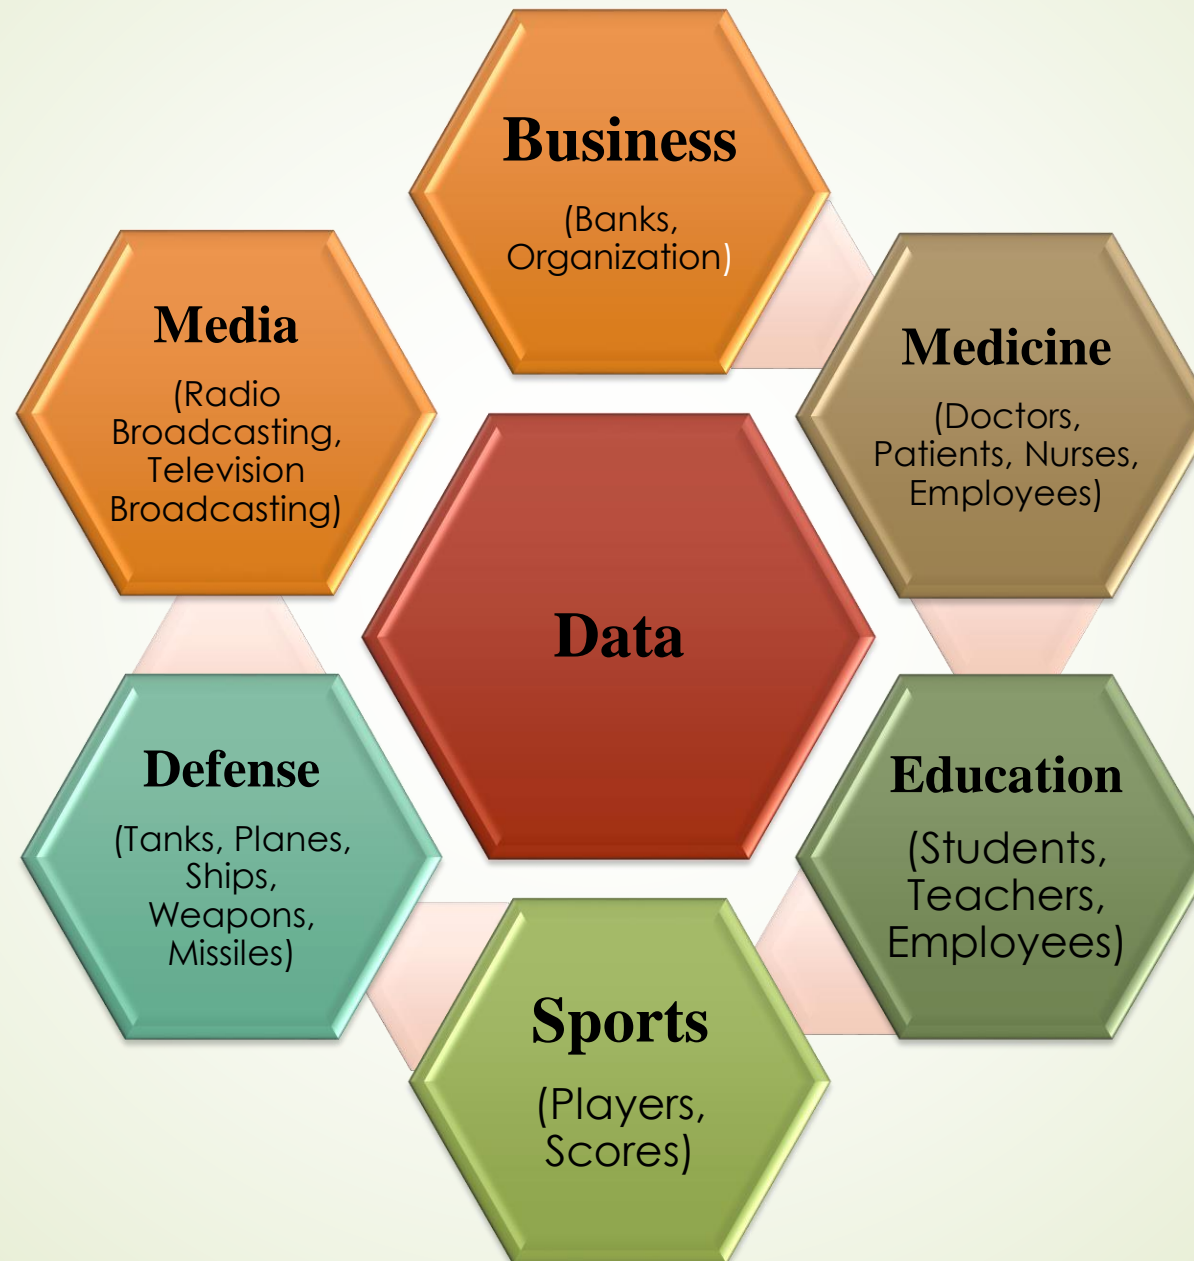 Business
(Banks,
Organization)
Medicine
(Doctors,
Patients, Nurses,
Employees)
Education
(Students,
Teachers,
Employees)
Sports
(Players,
Scores)
Defense
(Tanks, Planes,
Ships,
Weapons,
Missiles)
Media
(Radio
Broadcasting,
Television
Broadcasting)
Data